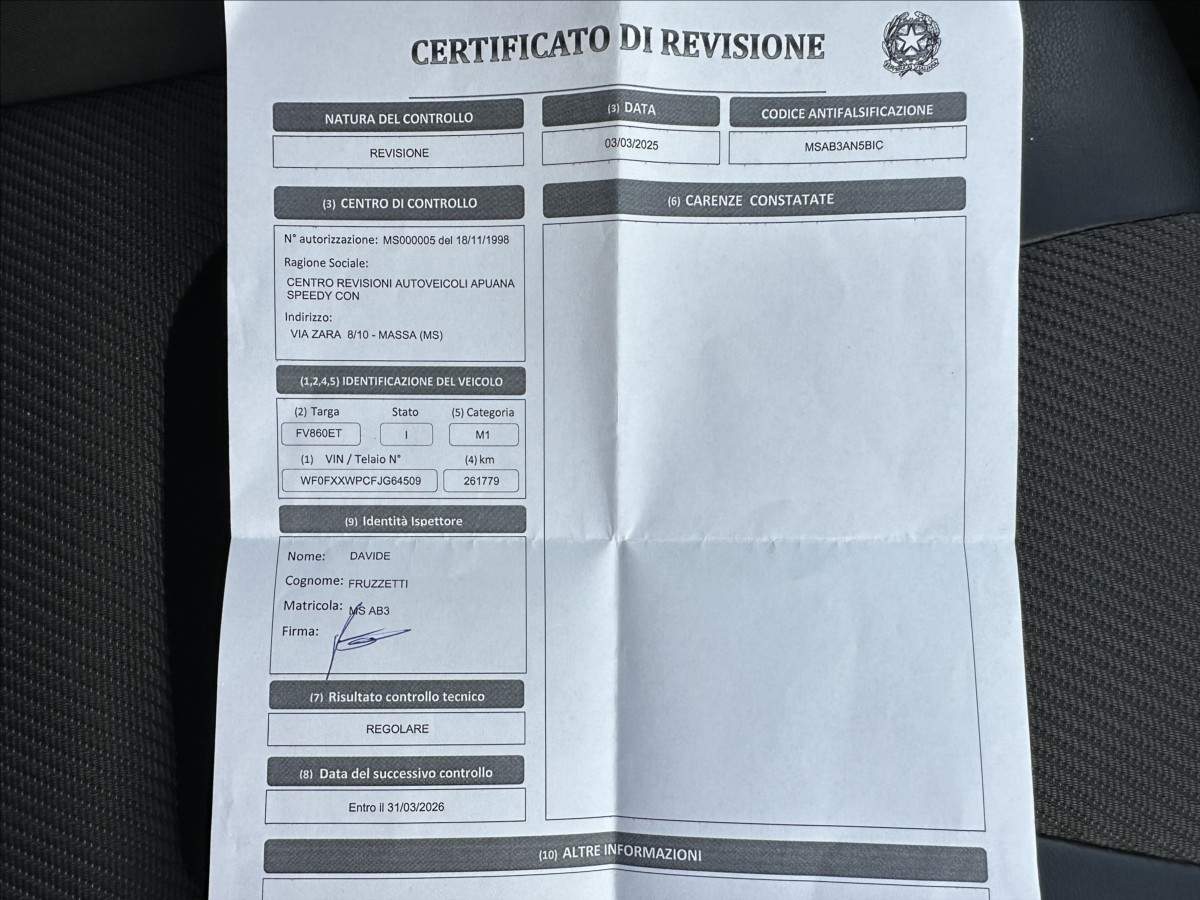 CERTIFICATO DI REVISIONE
NATURA DEL CONTROLLO
REVISIONE
(3) DATA
03/03/2025
CODICE ANTIFALSIFICAZIONE
MSAB3AN5BIC
(3) CENTRO DI CONTROLLO
N° autorizzazione: MS000005 del 18/11/1998
Ragione Sociale:
CENTRO REVISIONI AUTOVEICOLI APUANA
SPEEDY CON
Indirizzo:
VIA ZARA 8/10 - MASSA (MS)
(6) CARENZE CONSTATATE
(1,2,4,5) IDENTIFICAZIONE DEL VEICOLO
(2) Targa Stato (5) Categoria
FV860ET I M1
(1) VIN / Telaio N° (4) km
WF0FXXWPCFJG64509 261779
(9) Identità Ispettore
Nome: DAVIDE
Cognome: FRUZZETTI
Matricola: MS AB3
Firma:
(7) Risultato controllo tecnico
REGOLARE
(8) Data del successivo controllo
Entro il 31/03/2026
(10) ALTRE INFORMAZIONI